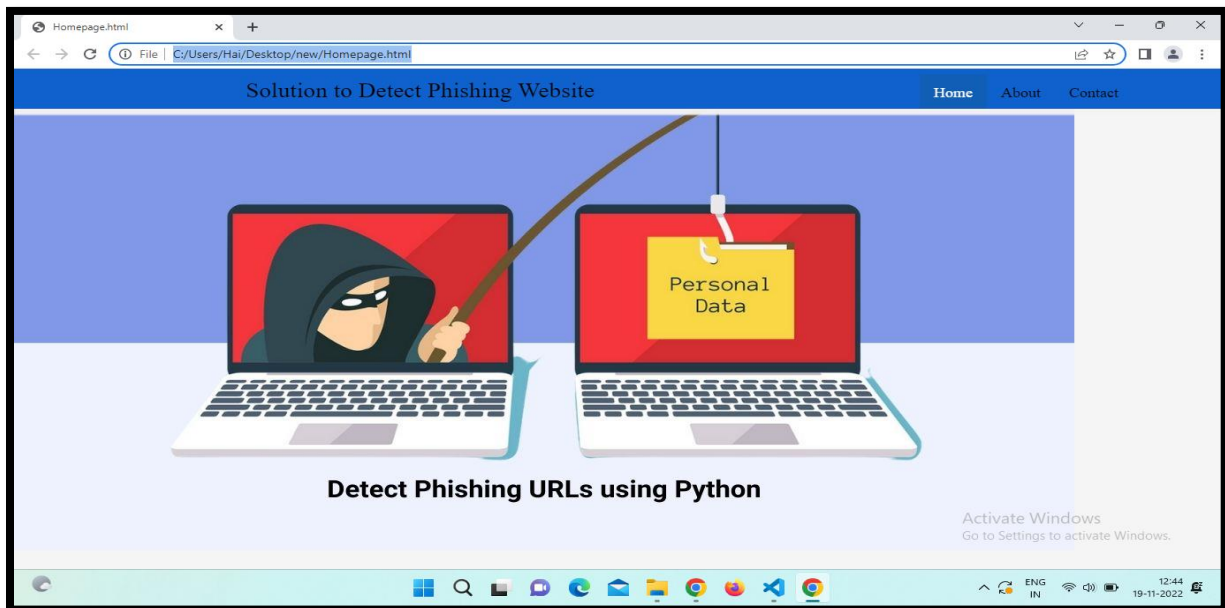 Homepage.html
File | C:/Users/Hai/Desktop/new/Homepage.html
Solution to Detect Phishing Website
Home About Contact
Personal
Data
Detect Phishing URLs using Python
Activate Windows
Go to Settings to activate Windows.
ENG
IN
12:44
19-11-2022